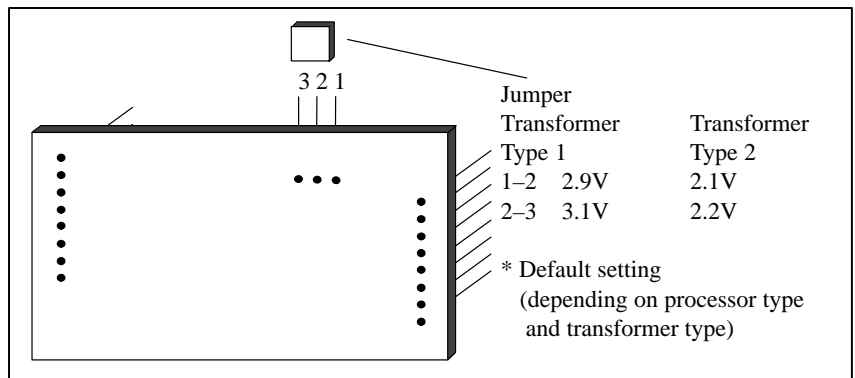 3 2 1
Jumper
Transformer Transformer
Type 1 Type 2
1–2 2.9V 2.1V
2–3 3.1V 2.2V
* Default setting
(depending on processor type
and transformer type)